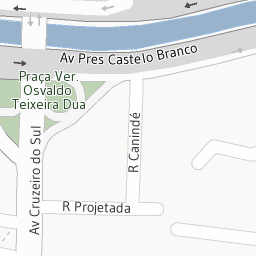 Av Pres Castelo Branco
Praça Ver.
Osvaldo
Teixeira Dua
R Canindé
Av Cruzeiro do Sul
R Projetada